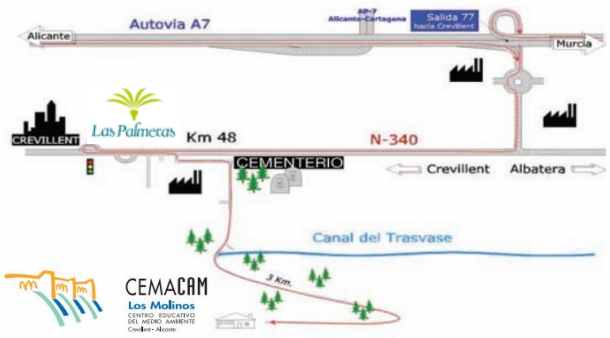 AP-7
Alicante-Cartagena
Salida 77
hacia Crevillent
Autovia A7
Alicante
Murcia
CREVILLENT
Las Palmeras
Km 48
N-340
CEMENTERIO
Crevillent
Albatera
Canal del Trasvase
3 Km.
CEMACAM
Los Molinos
CENTRO EDUCATIVO
DEL MEDIO AMBIENTE
Crevillent - Alicante